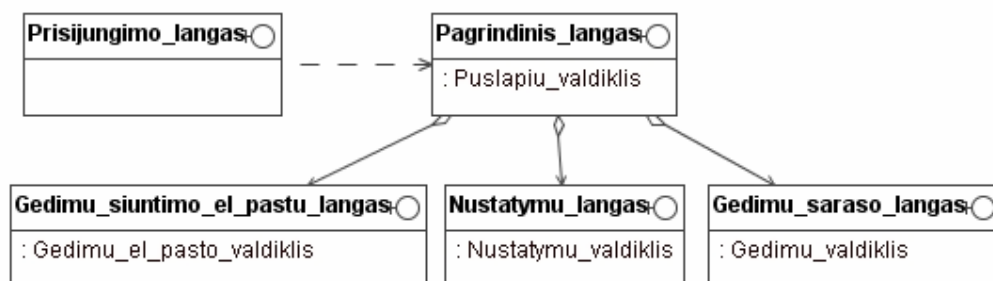 Prisijungimo_langas
Pagrindinis_langas
: Puslapiu_valdiklis
Gedimu_siuntimo_el_pastu_langas
: Gedimu_el_pasto_valdiklis
Nustatymu_langas
: Nustatymu_valdiklis
Gedimu_saraso_langas
: Gedimu_valdiklis